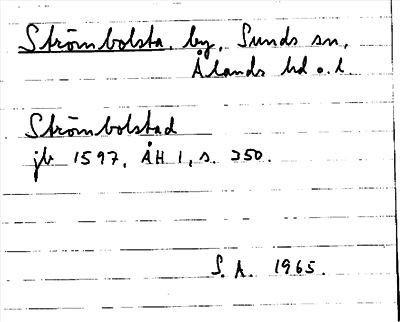 Strömbolsta, by, Sunds sn,
Ålands hd o. l.
Strömbolstad
jb 1597, ÅH 1, s. 250.
S. A. 1965.